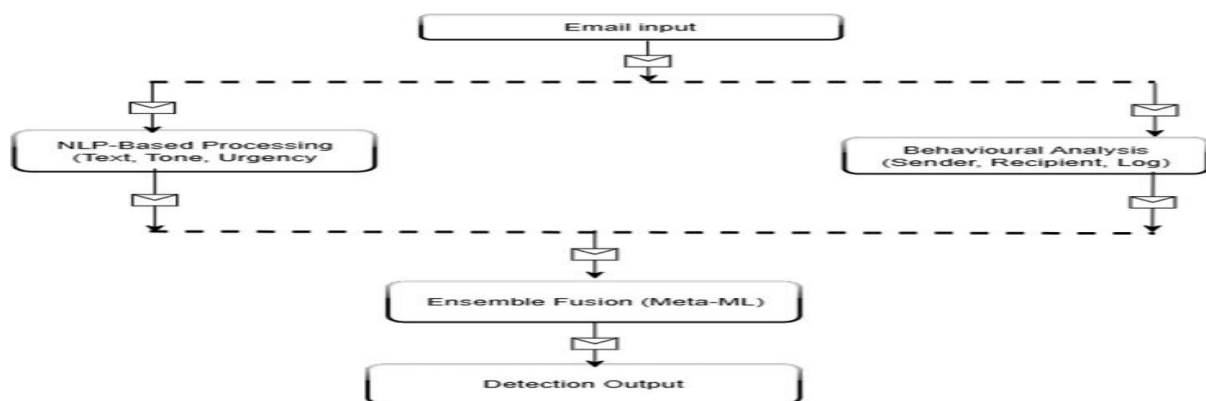 Email input
NLP-Based Processing
(Text, Tone, Urgency
Behavioural Analysis
(Sender, Recipient, Log)
Ensemble Fusion (Meta-ML)
Detection Output